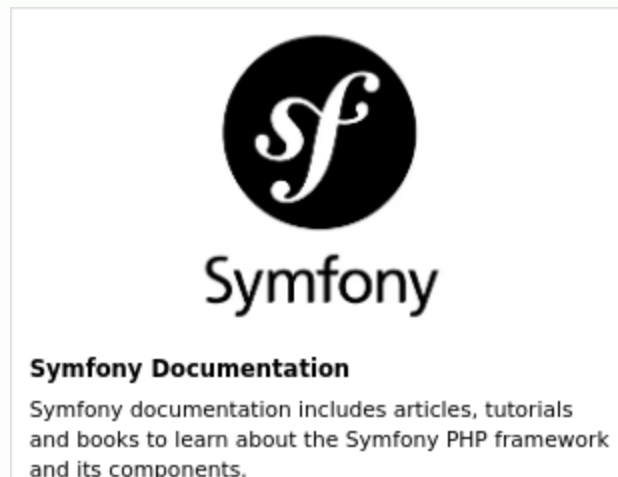 sf
Symfony
Symfony Documentation
Symfony documentation includes articles, tutorials
and books to learn about the Symfony PHP framework
and its components.